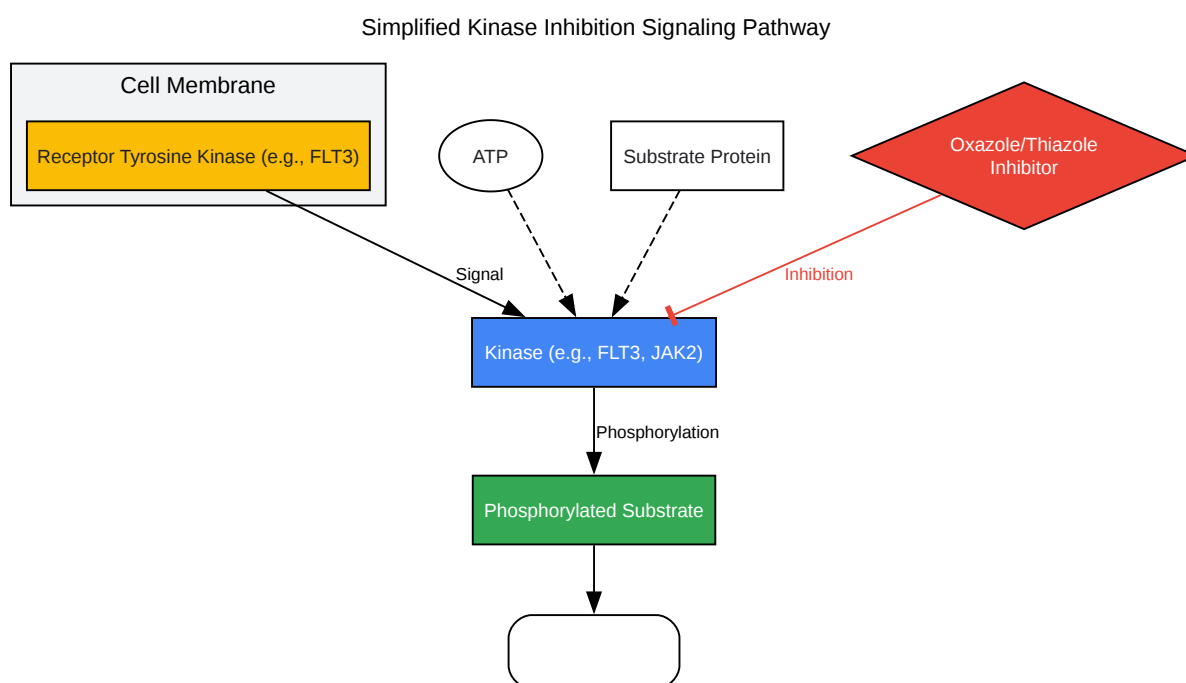 Simplified Kinase Inhibition Signaling Pathway
Cell Membrane
Receptor Tyrosine Kinase (e.g., FLT3)
ATP
Substrate Protein
Oxazole/Thiazole
Inhibitor
Signal
Inhibition
Kinase (e.g., FLT3, JAK2)
Phosphorylation
Phosphorylated Substrate